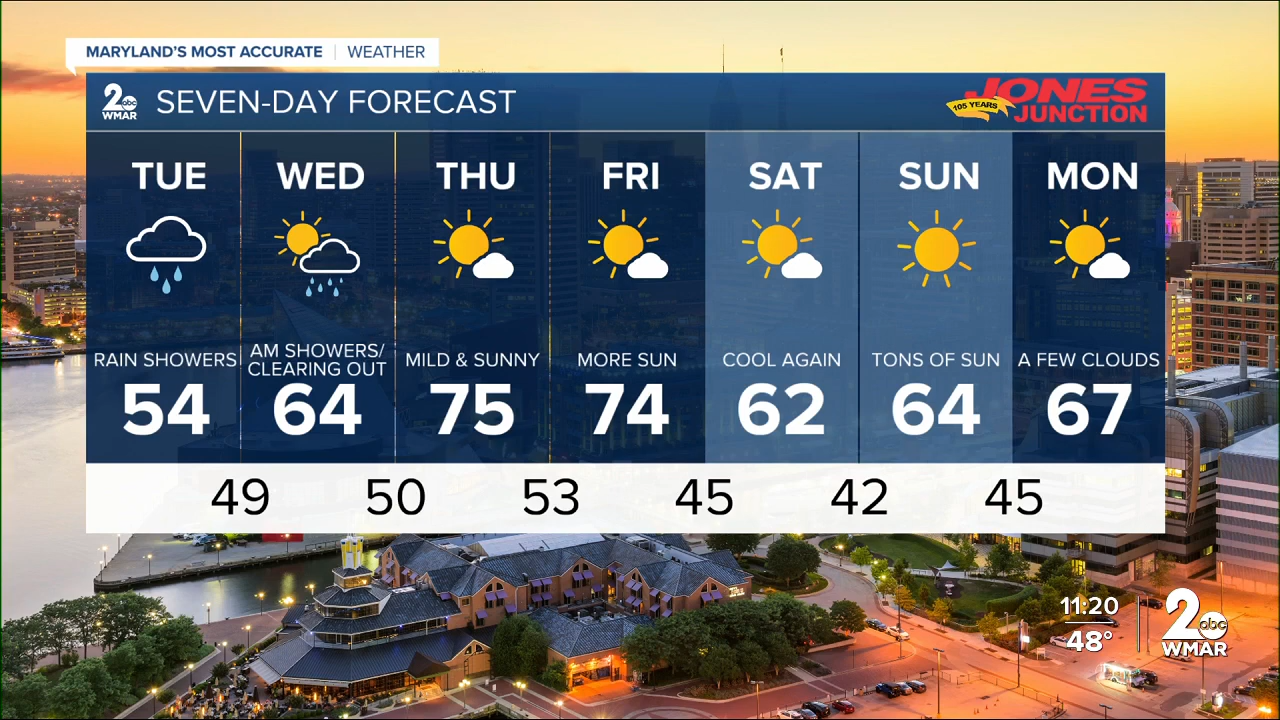 MARYLAND'S MOST ACCURATE | WEATHER
2 abc
WMAR
SEVEN-DAY FORECAST
JONES
105 YEARS
JUNCTION
TUE WED THU FRI SAT SUN MON
RAIN SHOWERS AM SHOWERS/ CLEARING OUT MILD & SUNNY MORE SUN COOL AGAIN TONS OF SUN A FEW CLOUDS
54 64 75 74 62 64 67
49 50 53 45 42 45
11:20
48°
2 abc
WMAR